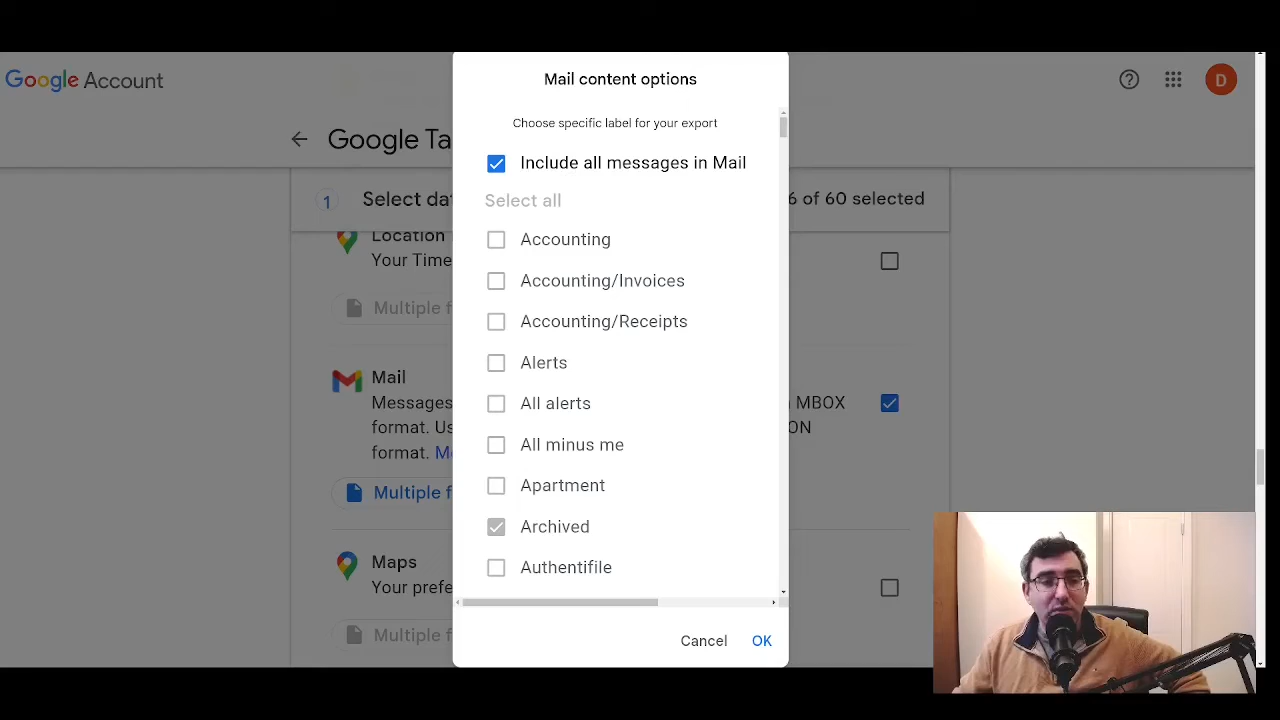 Google Account
D
Google Ta
Mail content options
Choose specific label for your export
Include all messages in Mail
Select all
Accounting
Accounting/Invoices
Accounting/Receipts
Alerts
All alerts
All minus me
Apartment
Archived
Authentifile
Cancel
OK
1
Select dat
6 of 60 selected
Location
Your Time
Multiple f
Mail
Messages
MBOX
format. Us
ON
format. Mo
Multiple f
Maps
Your prefe
Multiple f